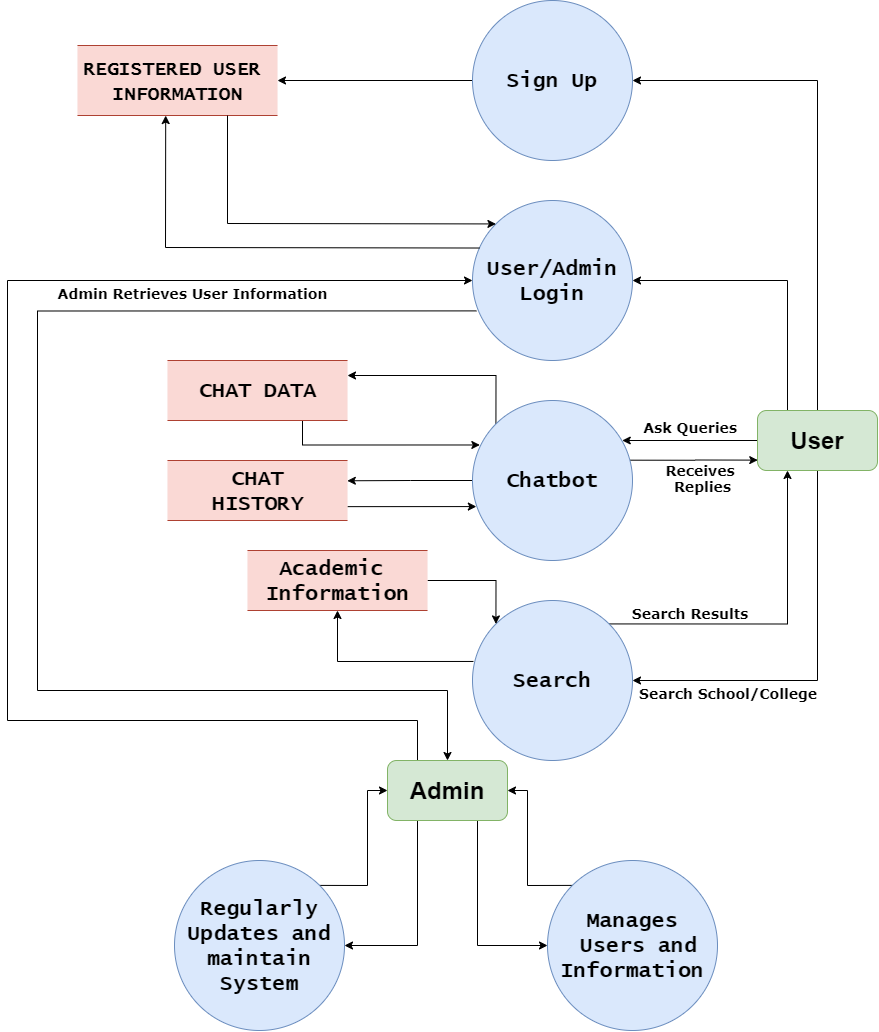 REGISTERED USER
INFORMATION
Sign Up
User/Admin
Login
Admin Retrieves User Information
CHAT DATA
Ask Queries
User
CHAT
HISTORY
Chatbot
Receives
Replies
Academic
Information
Search Results
Search
Search School/College
Admin
Regularly
Updates and
maintain
System
Manages
Users and
Information